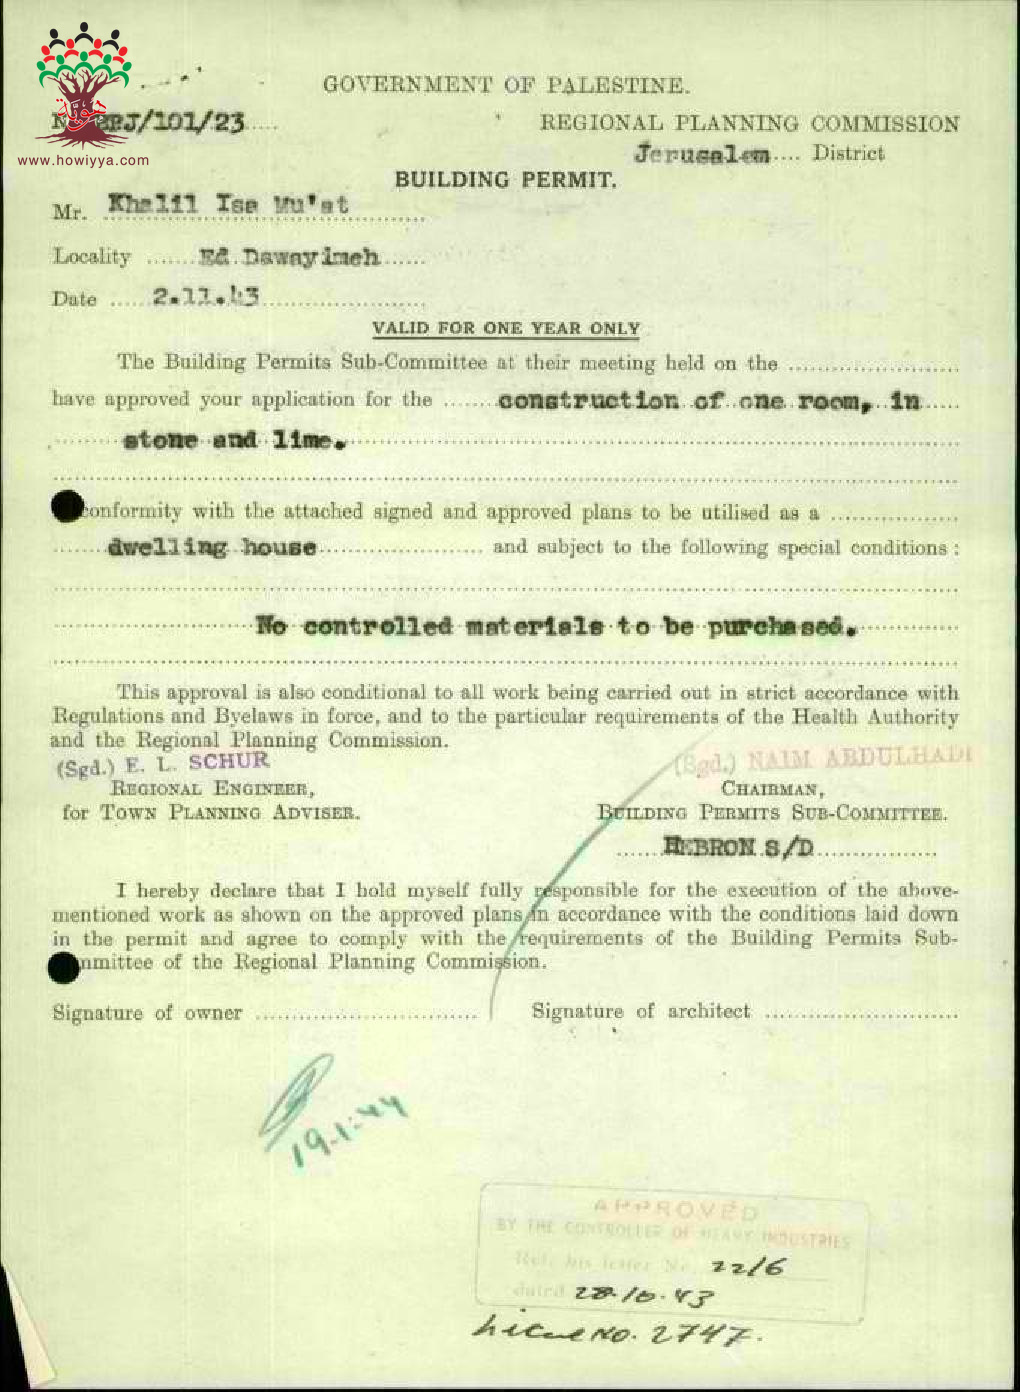 GOVERNMENT OF PALESTINE.
RPJ/101/23
REGIONAL PLANNING COMMISSION
www.howiyya.com
Jerusalem.... District
BUILDING PERMIT.
Mr. Khalil Isa Mu'at
Locality .......Ed Dawayimeh......
Date ..... 2.11.43
VALID FOR ONE YEAR ONLY
The Building Permits Sub-Committee at their meeting held on the ........................
have approved your application for the .......construction of one room, in.....
stone and lime.
conformity with the attached signed and approved plans to be utilised as a ..................
.......dwelling house........................ and subject to the following special conditions :
No controlled materials to be purchased.
This approval is also conditional to all work being carried out in strict accordance with
Regulations and Byelaws in force, and to the particular requirements of the Health Authority
and the Regional Planning Commission.
(Sgd.) E. L. SCHUR
(Sgd.) NAIM ABDULHADI
REGIONAL ENGINEER,
CHAIRMAN,
for TOWN PLANNING ADVISER.
BUILDING PERMITS SUB-COMMITTEE.
......HEBRON S/D..................
I hereby declare that I hold myself fully responsible for the execution of the above-
mentioned work as shown on the approved plans in accordance with the conditions laid down
in the permit and agree to comply with the requirements of the Building Permits Sub-
mmittee of the Regional Planning Commission.
Signature of owner ...............................
Signature of architect ...........................
19.1.44
APPROVED
BY THE CONTROLLER OF HEAVY INDUSTRIES
Ref. his letter No. 22/6
dated 28.10.43
Licence No. 2747.